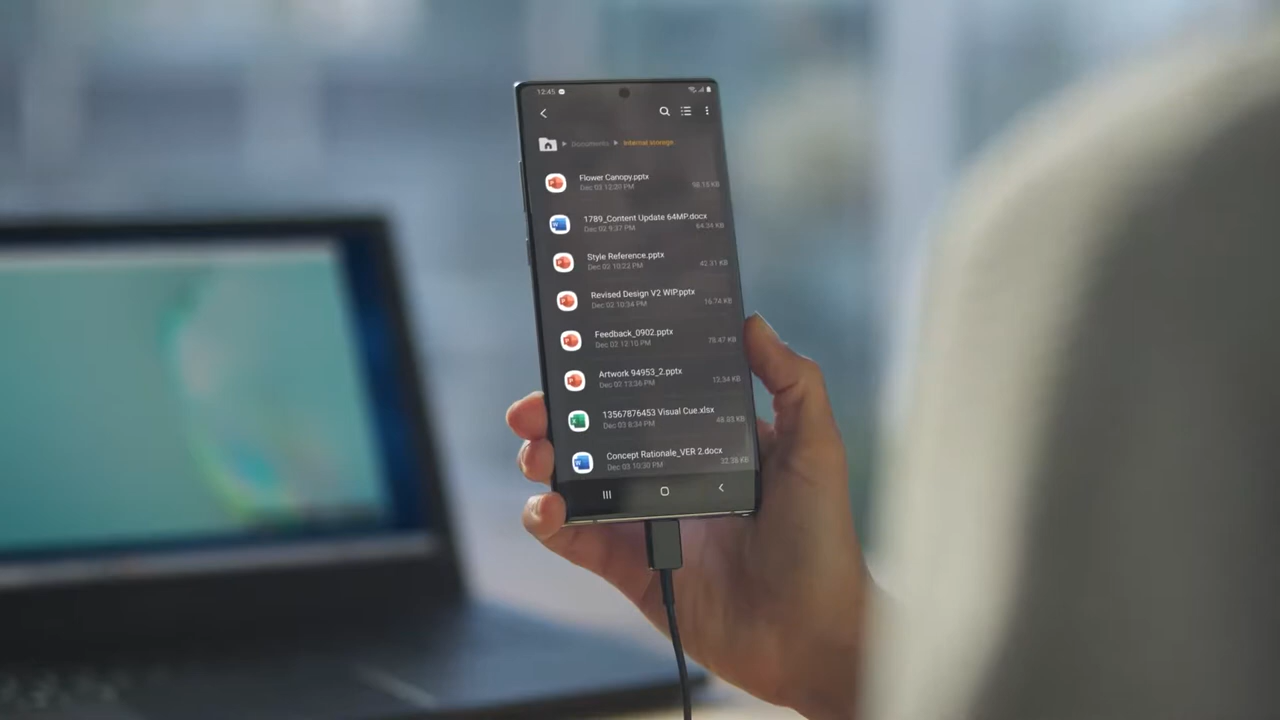 12:45
Documents Internal storage
Flower Canopy.pptx
Dec 03 12:20 PM 98.13 KB
1789_Content Update 64MP.docx
Dec 02 9:37 PM 64.34 KB
Style Reference.pptx
Dec 02 10:22 PM 42.31 KB
Revised Design V2 WIP.pptx
Dec 02 10:34 PM 16.74 KB
Feedback_0902.pptx
Dec 02 12:10 PM 78.47 KB
Artwork 94953_2.pptx
Dec 02 13:36 PM 13.34 KB
13567876453 Visual Cue.xlsx
Dec 03 8:34 PM 48.03 KB
Concept Rationale_VER 2.docx
Dec 03 10:30 PM 22.38 KB